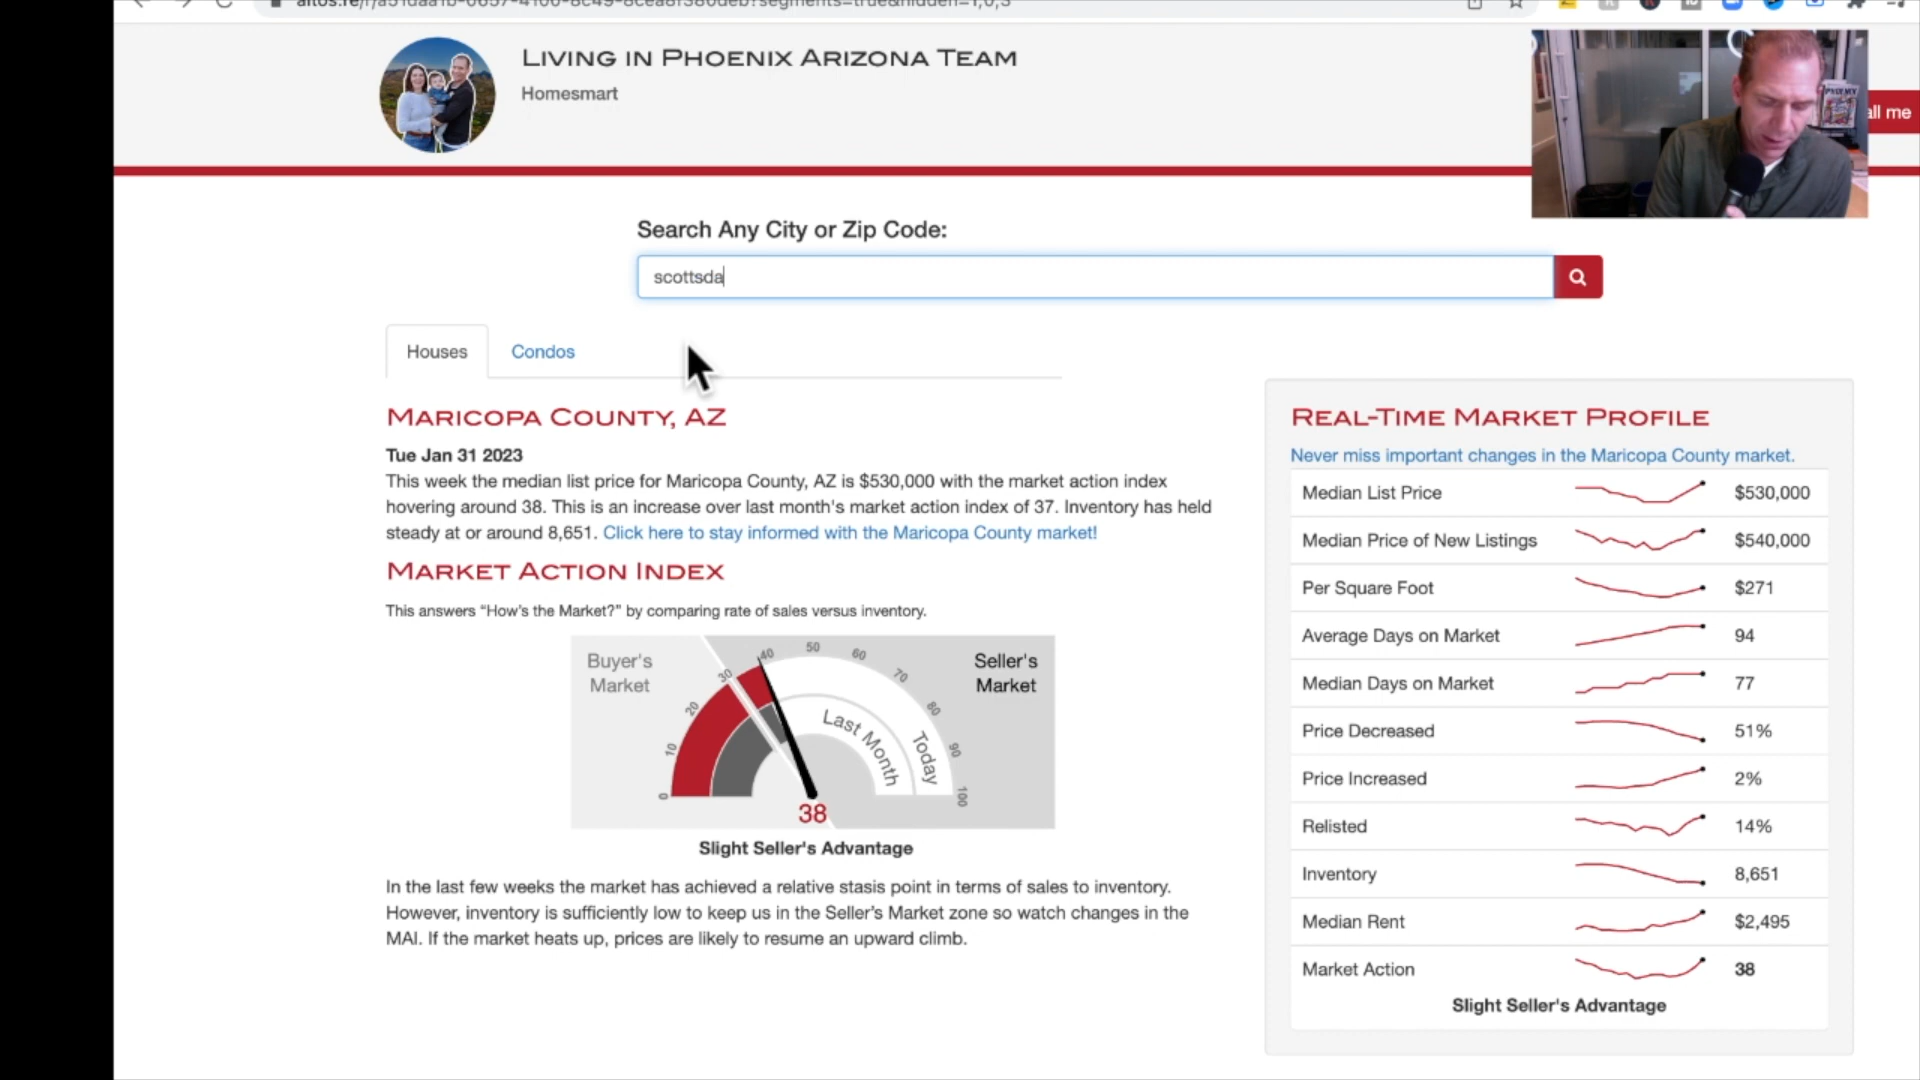 LIVING IN PHOENIX ARIZONA TEAM
Homesmart
PHOENIX
all me
Search Any City or Zip Code:
scottsda
Houses
Condos
MARICOPA COUNTY, AZ
Tue Jan 31 2023
This week the median list price for Maricopa County, AZ is $530,000 with the market action index
hovering around 38. This is an increase over last month's market action index of 37. Inventory has held
steady at or around 8,651. Click here to stay informed with the Maricopa County market!
MARKET ACTION INDEX
This answers “How's the Market?” by comparing rate of sales versus inventory.
Buyer's
Market
Seller's
Market
0
10
20
30
40
50
60
70
80
90
100
Last Month
Today
38
Slight Seller's Advantage
In the last few weeks the market has achieved a relative stasis point in terms of sales to inventory.
However, inventory is sufficiently low to keep us in the Seller's Market zone so watch changes in the
MAI. If the market heats up, prices are likely to resume an upward climb.
REAL-TIME MARKET PROFILE
Never miss important changes in the Maricopa County market.
Median List Price $530,000
Median Price of New Listings $540,000
Per Square Foot $271
Average Days on Market 94
Median Days on Market 77
Price Decreased 51%
Price Increased 2%
Relisted 14%
Inventory 8,651
Median Rent $2,495
Market Action 38
Slight Seller's Advantage